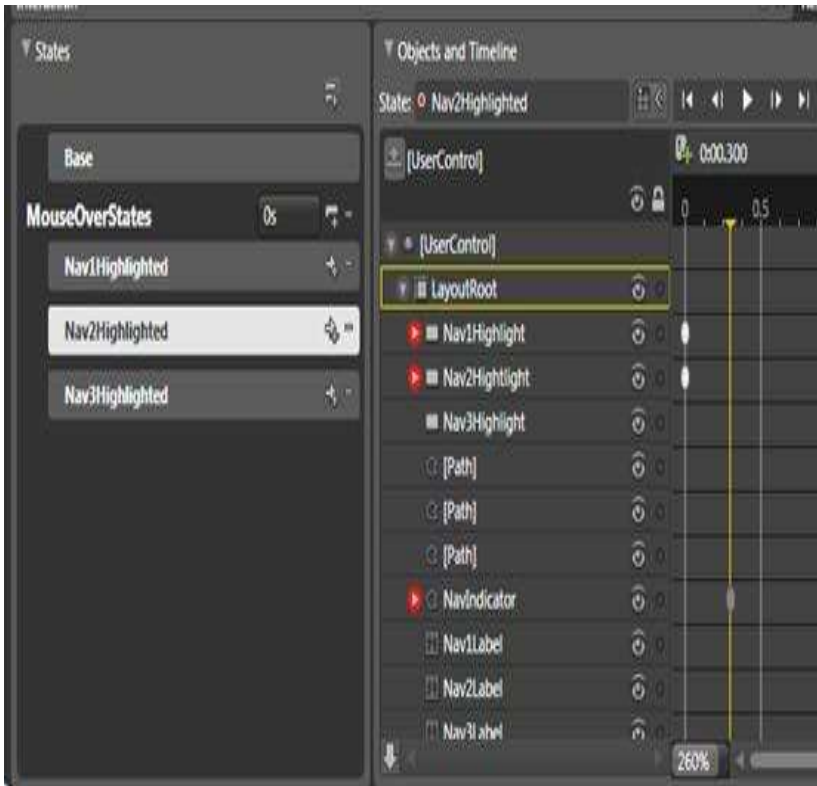 States
Base
MouseOverStates 0s
Nav1Highlighted
Nav2Highlighted
Nav3Highlighted
Objects and Timeline
State: Nav2Highlighted
[UserControl] 0:00.300
0 0.5
[UserControl]
LayoutRoot
Nav1Highlight
Nav2Hightlight
Nav3Highlight
[Path]
[Path]
[Path]
NavIndicator
Nav1Label
Nav2Label
Nav3Label
260%